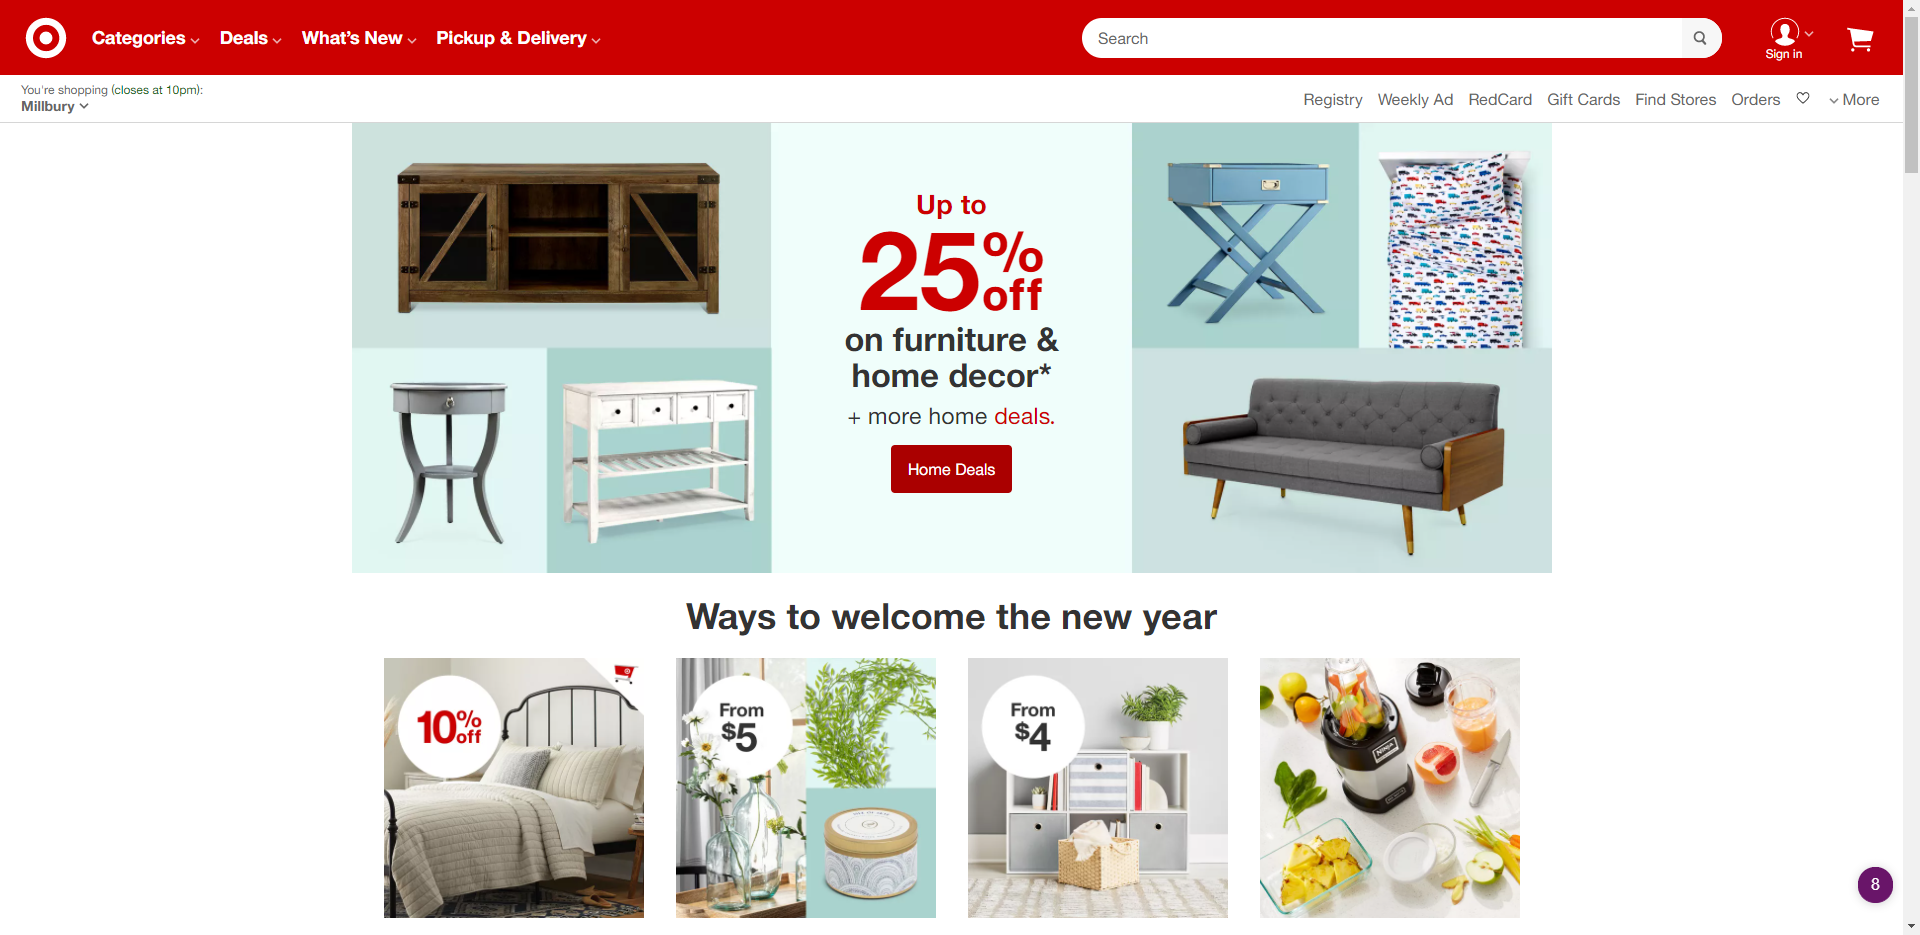 Categories
Deals
What's New
Pickup & Delivery
Search
Sign in
You're shopping (closes at 10pm):
Millbury
Registry
Weekly Ad
RedCard
Gift Cards
Find Stores
Orders
More
Up to
25% off
on furniture &
home decor*
+ more home deals.
Home Deals
Ways to welcome the new year
10% off
From
$5
From
$4
NINJA
8